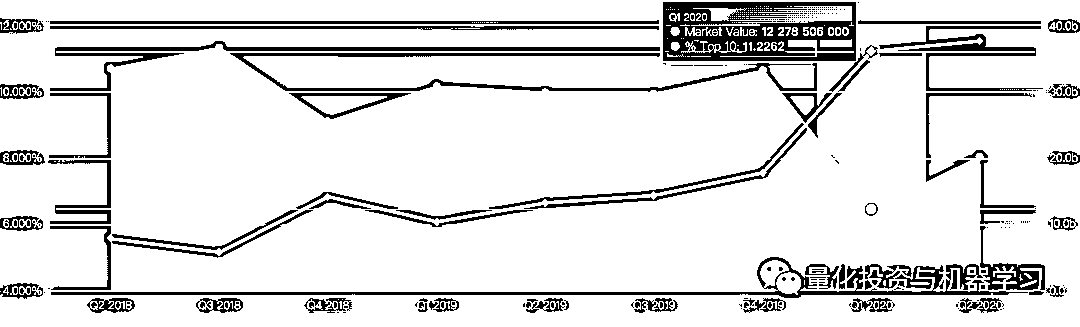 12.000%
40.0b
Q1 2020
Market Value: 12 278 506 000
% Top 10: 11.2262
10.000%
30.0b
8.000%
20.0b
6.000%
10.0b
4.000%
0.0
Q2 2018
Q3 2018
Q4 2018
Q1 2019
Q2 2019
Q3 2019
Q4 2019
Q1 2020
Q2 2020
量化投资与机器学习